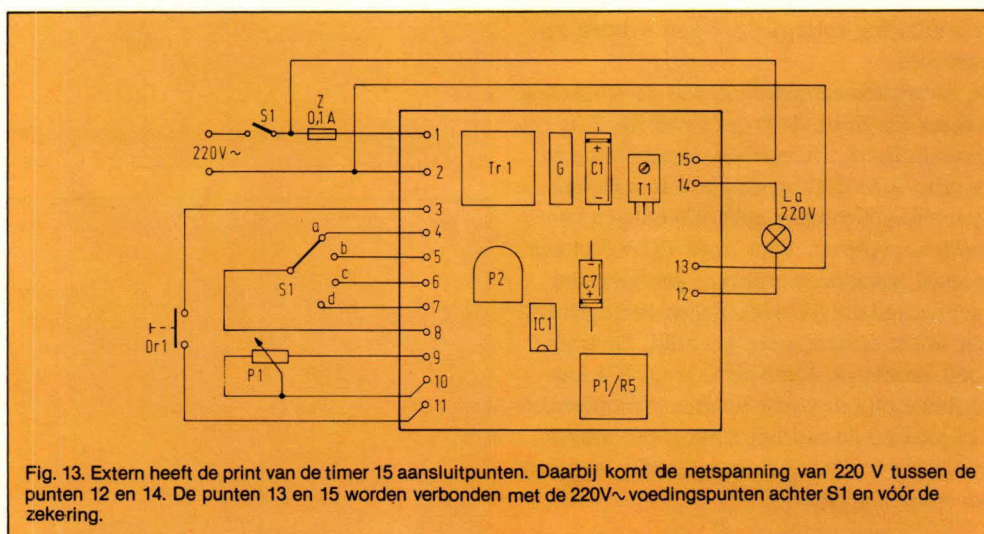 S1
Z
0,1 A
220V~
1
2
3
4
5
6
7
8
9
10
11
a
b
c
d
S1
Dr1
P1
Tr1
G
+
C1
-
T1
P2
-
C7
+
IC1
P1/R5
15
14
13
12
La
220V
Fig. 13. Extern heeft de print van de timer 15 aansluitpunten. Daarbij komt de netspanning van 220 V tussen de
punten 12 en 14. De punten 13 en 15 worden verbonden met de 220V~ voedingspunten achter S1 en vóór de
zekering.